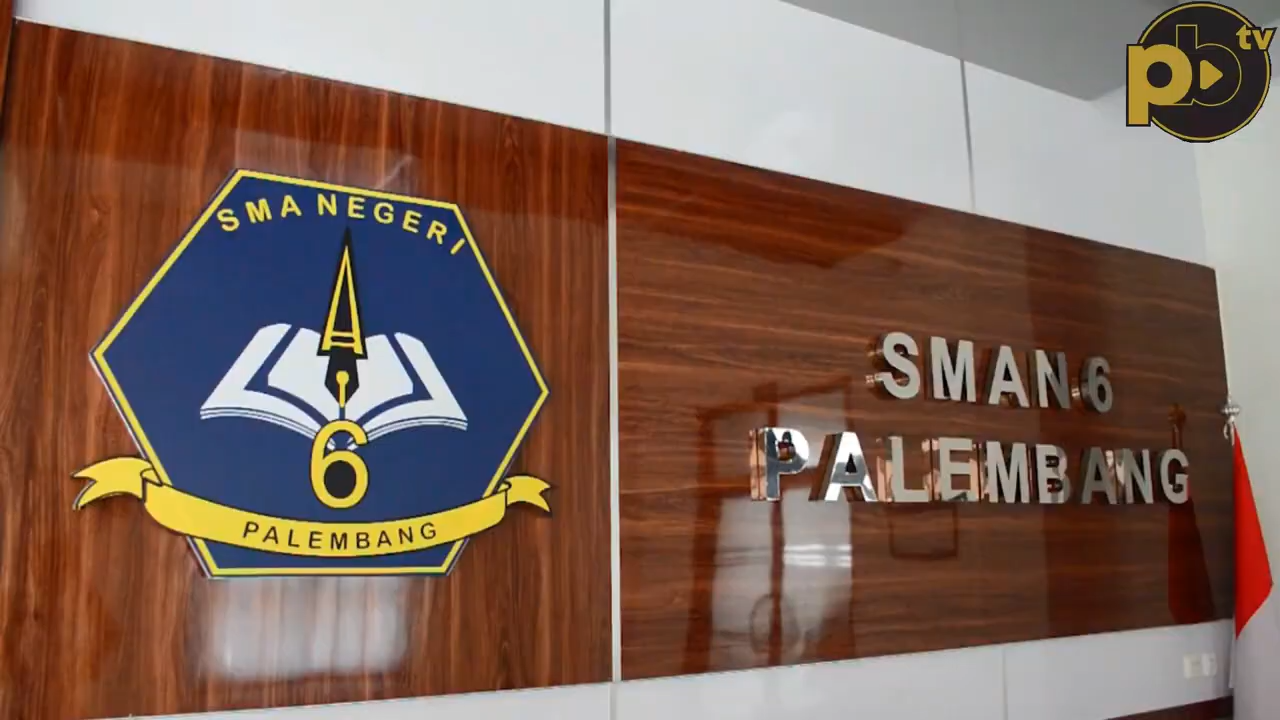 SMA NEGERI
6
PALEMBANG
SMAN 6
PALEMBANG
pb tv